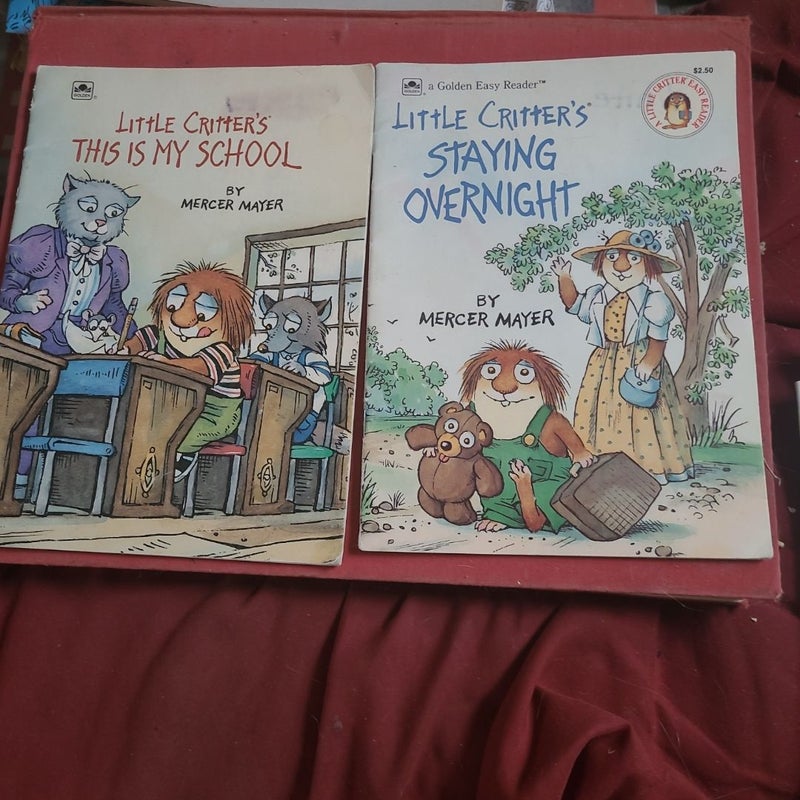 GOLDEN
LITTLE CRITTER'S®
THIS IS MY SCHOOL
BY
MERCER MAYER
GOLDEN
a Golden Easy Reader™
$2.50
A LITTLE CRITTER® EASY READER
LITTLE CRITTER'S®
STAYING
OVERNIGHT
BY
MERCER MAYER